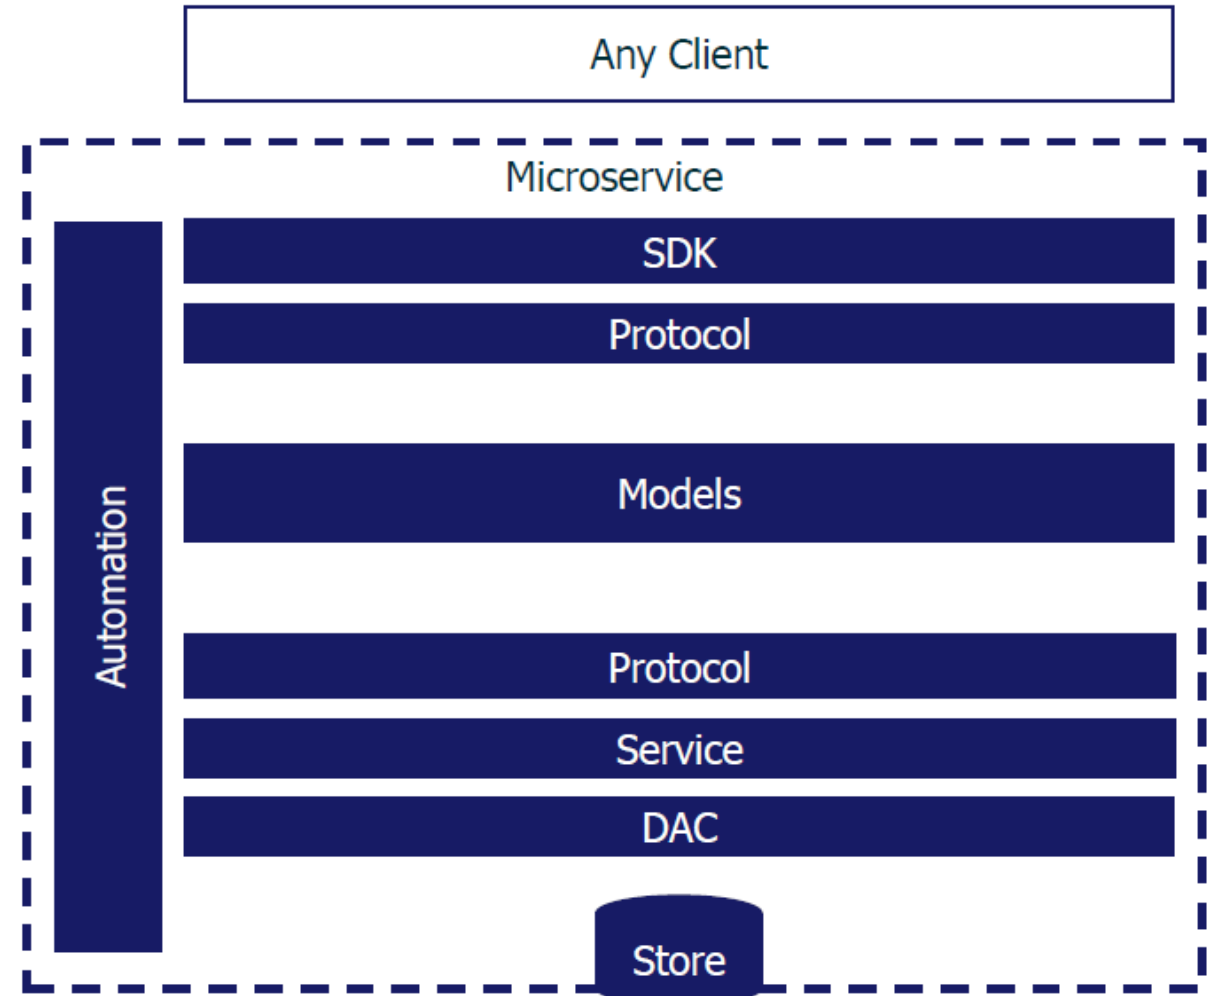 Any Client
Microservice
SDK
Protocol
Models
Automation
Protocol
Service
DAC
Store